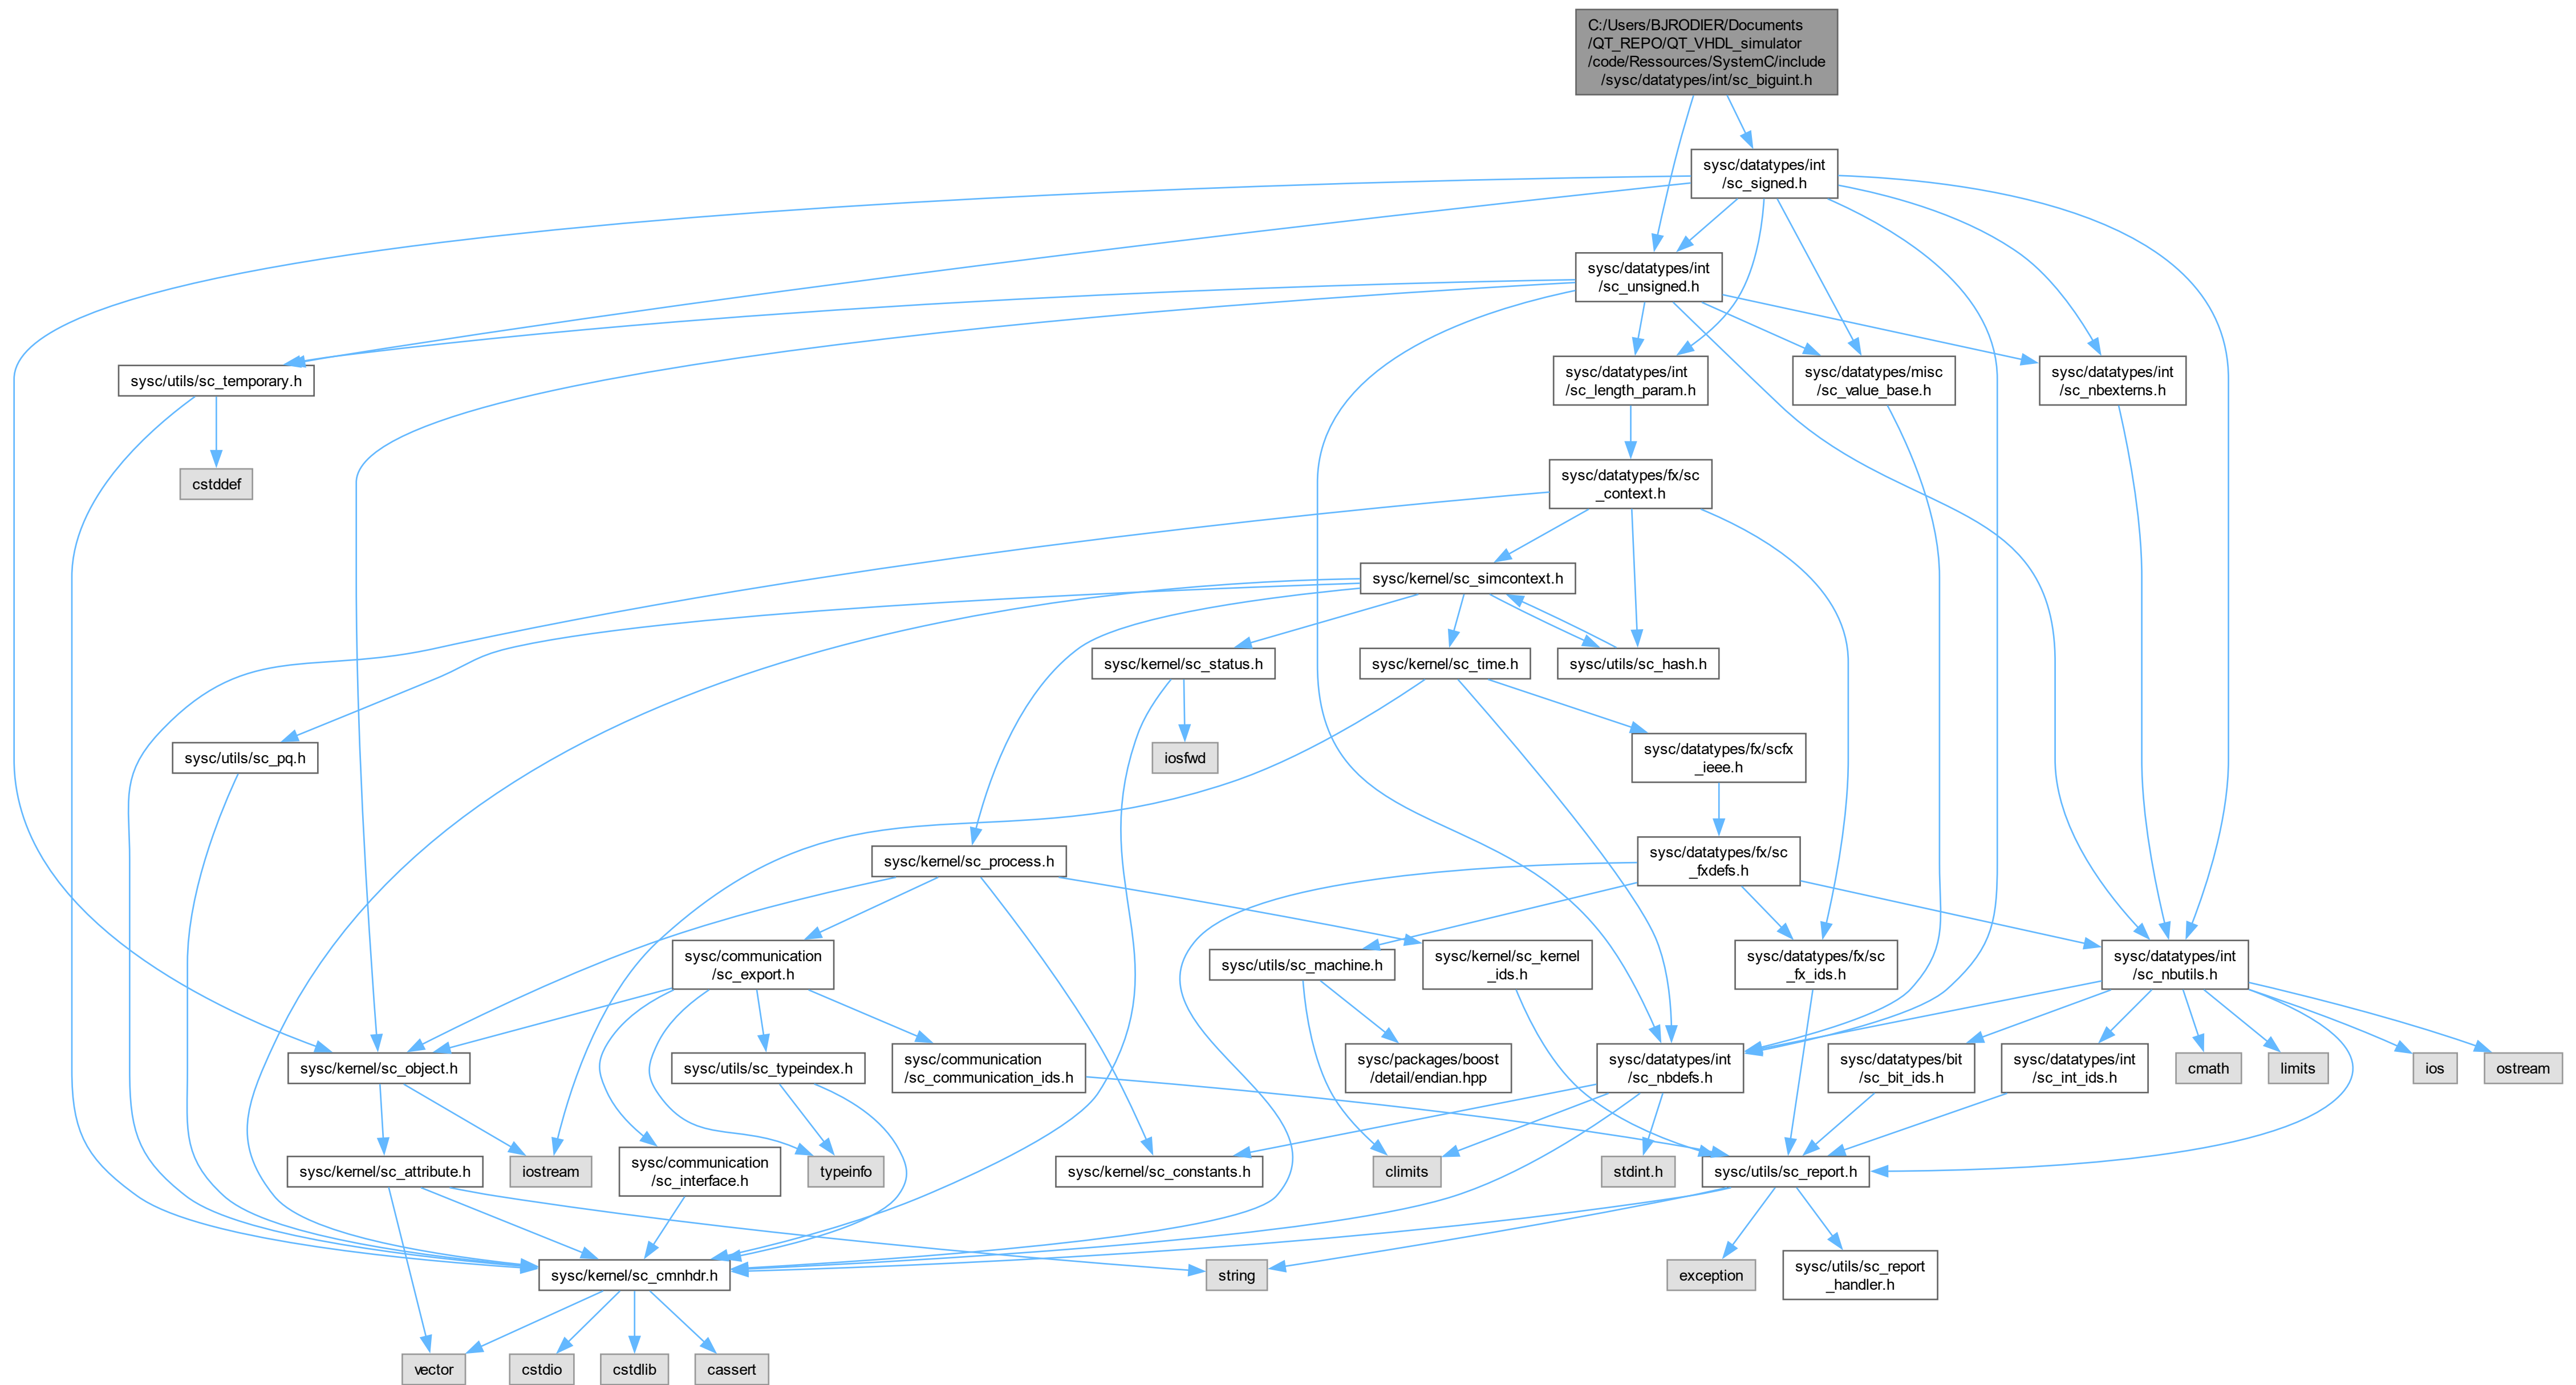 C:/Users/BJRODIER/Documents
/QT_REPO/QT_VHDL_simulator
/code/Ressources/SystemC/include
/sysc/datatypes/int/sc_biguint.h
sysc/datatypes/int
/sc_signed.h
sysc/datatypes/int
/sc_unsigned.h
sysc/utils/sc_temporary.h
sysc/datatypes/int
/sc_length_param.h
sysc/datatypes/misc
/sc_value_base.h
sysc/datatypes/int
/sc_nbexterns.h
cstddef
sysc/datatypes/fx/sc
_context.h
sysc/kernel/sc_simcontext.h
sysc/kernel/sc_status.h
sysc/kernel/sc_time.h
sysc/utils/sc_hash.h
sysc/utils/sc_pq.h
iosfwd
sysc/datatypes/fx/scfx
_ieee.h
sysc/kernel/sc_process.h
sysc/datatypes/fx/sc
_fxdefs.h
sysc/communication
/sc_export.h
sysc/utils/sc_machine.h
sysc/kernel/sc_kernel
_ids.h
sysc/datatypes/fx/sc
_fx_ids.h
sysc/datatypes/int
/sc_nbutils.h
sysc/kernel/sc_object.h
sysc/utils/sc_typeindex.h
sysc/communication
/sc_communication_ids.h
sysc/packages/boost
/detail/endian.hpp
sysc/datatypes/int
/sc_nbdefs.h
sysc/datatypes/bit
/sc_bit_ids.h
sysc/datatypes/int
/sc_int_ids.h
cmath
limits
ios
ostream
sysc/kernel/sc_attribute.h
iostream
sysc/communication
/sc_interface.h
typeinfo
sysc/kernel/sc_constants.h
climits
stdint.h
sysc/utils/sc_report.h
sysc/kernel/sc_cmnhdr.h
string
exception
sysc/utils/sc_report
_handler.h
vector
cstdio
cstdlib
cassert